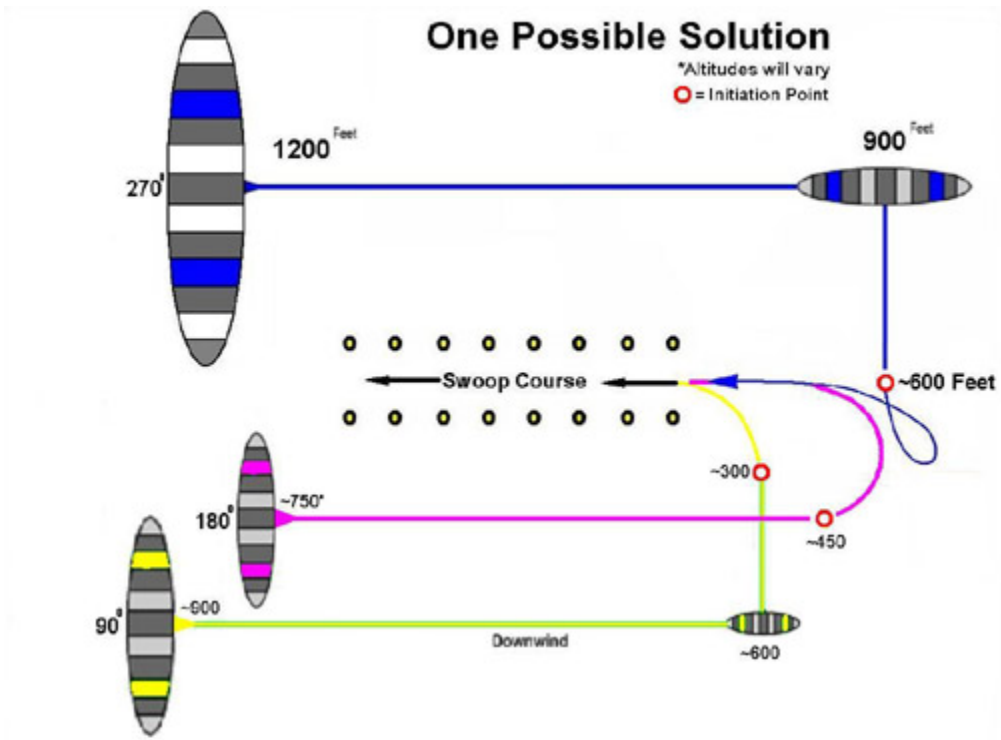 One Possible Solution
*Altitudes will vary
= Initiation Point
1200 Feet
900 Feet
270°
~600 Feet
Swoop Course
~300
~750"
180°
~450
~900
90°
Downwind
~600